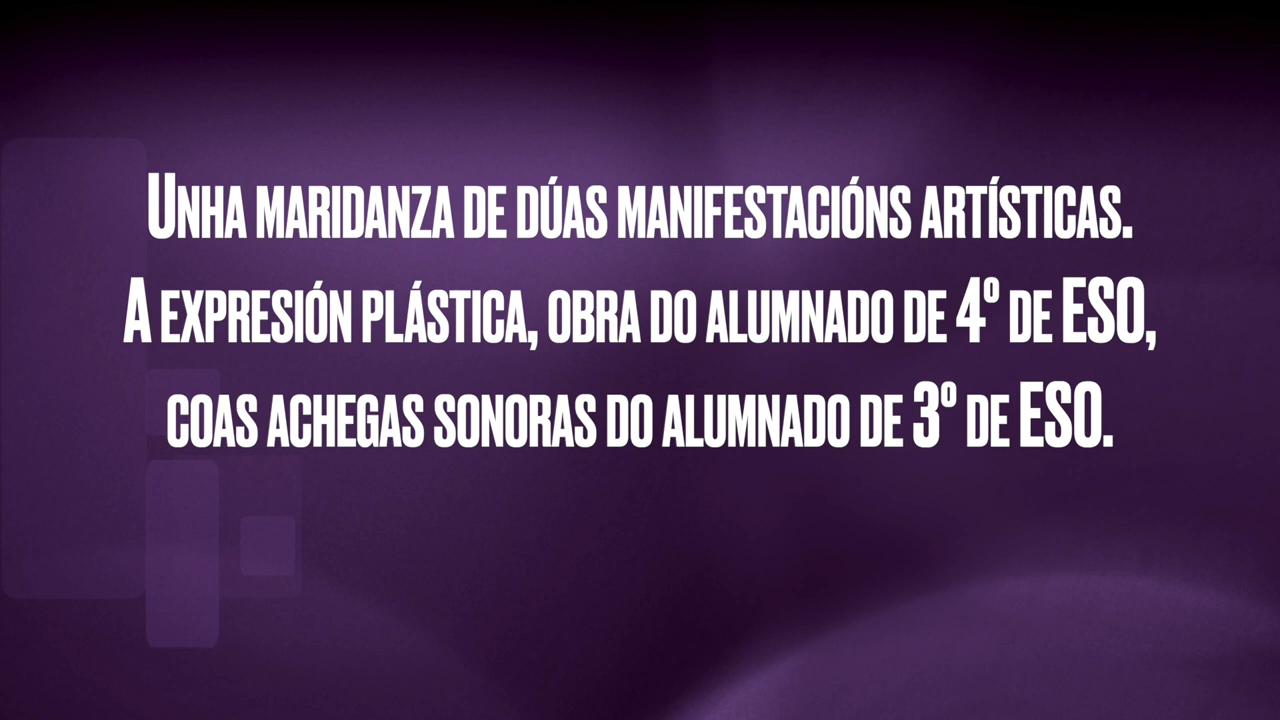 Unha maridanza de dúas manifestacións artísticas.
A expresión plástica, obra do alumnado de 4º de ESO,
coas achegas sonoras do alumnado de 3º de ESO.